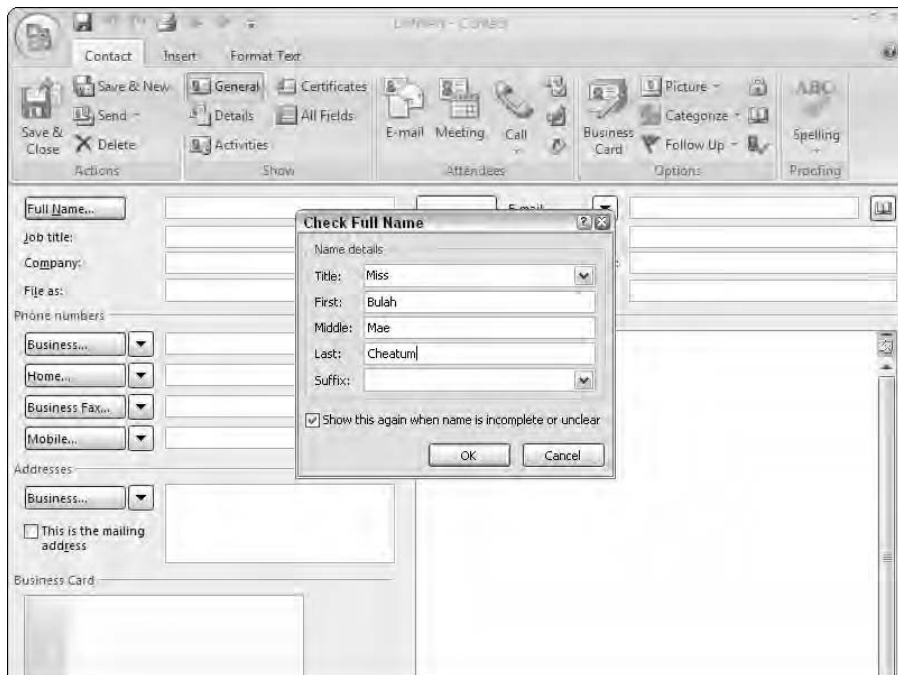 Untitled - Contact
Contact Insert Format Text
Save & Close
Save & New
Send
Delete
Actions
General
Details
Activities
Certificates
All Fields
Show
E-mail
Meeting
Call
Attendees
Business Card
Picture
Categorize
Follow Up
Options
ABC
Spelling
Proofing
Full Name...
E-mail...
Job title:
Company:
File as:
Phone numbers
Business...
Home...
Business Fax...
Mobile...
Addresses
Business...
This is the mailing
address
Business Card
Check Full Name
Name details
Title: Miss
First: Bulah
Middle: Mae
Last: Cheatum
Suffix:
Show this again when name is incomplete or unclear
OK Cancel